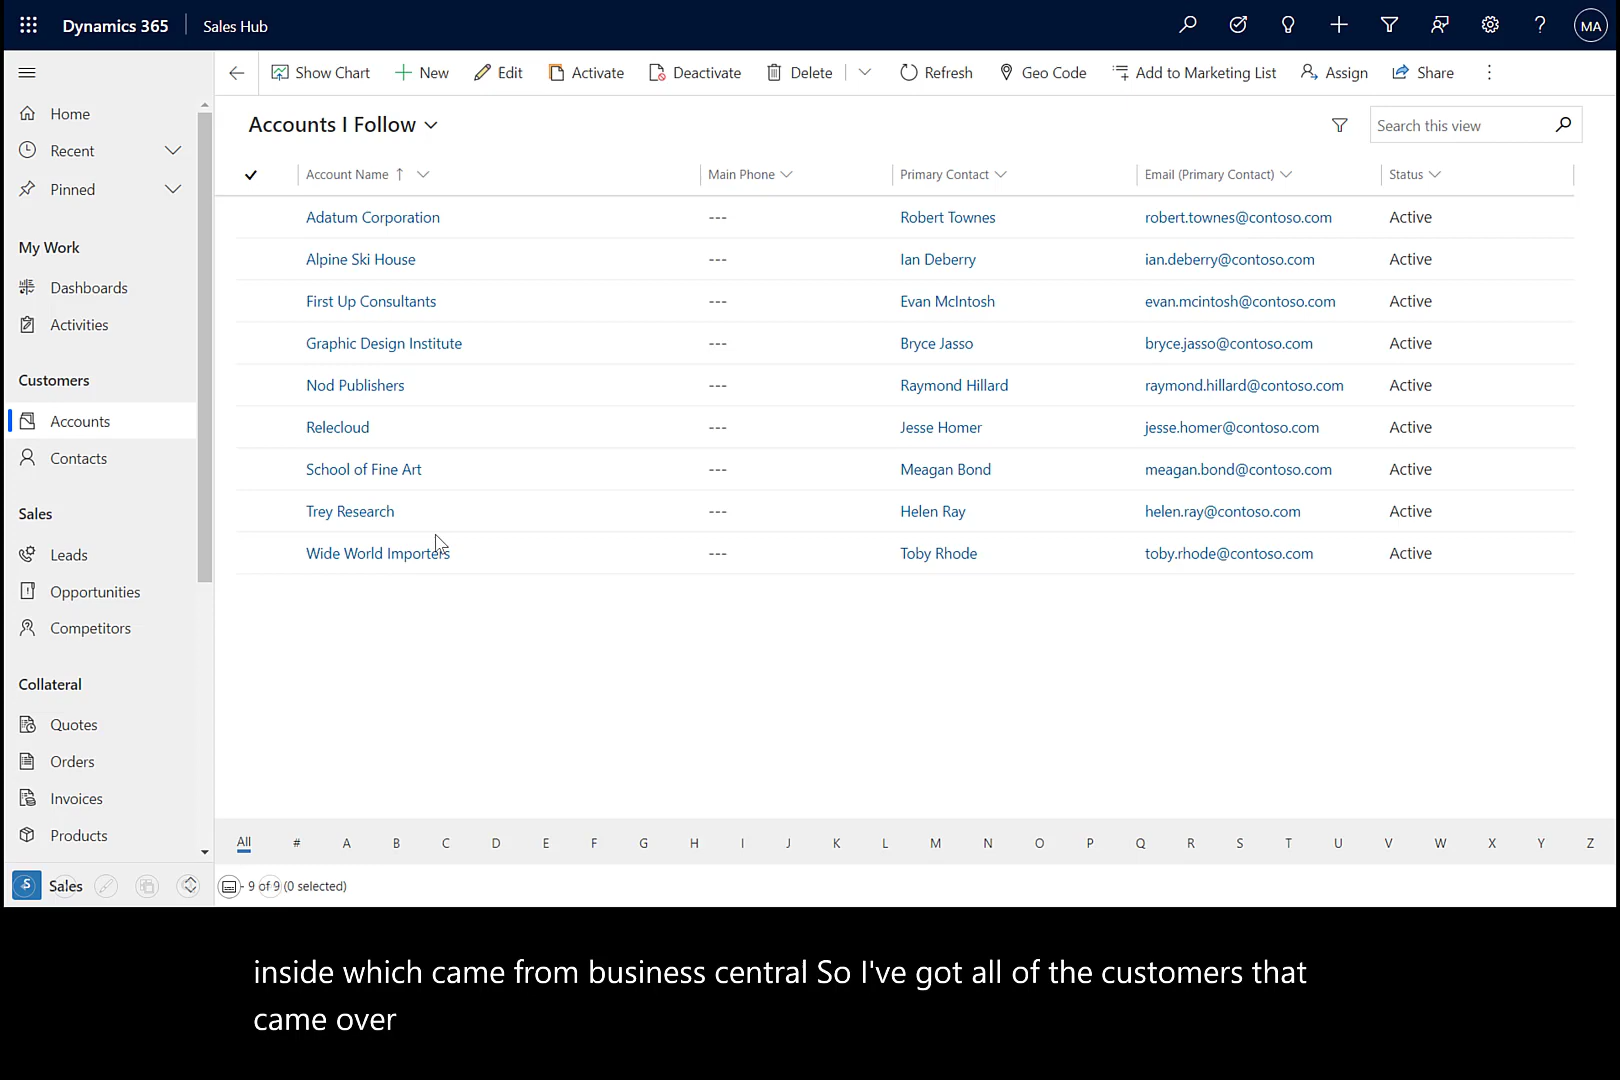 Dynamics 365
Sales Hub
MA
Show Chart
New
Edit
Activate
Deactivate
Delete
Refresh
Geo Code
Add to Marketing List
Assign
Share
Home
Recent
Pinned
My Work
Dashboards
Activities
Customers
Accounts
Contacts
Sales
Leads
Opportunities
Competitors
Collateral
Quotes
Orders
Invoices
Products
Sales
Accounts I Follow
Search this view
Account Name ↑ Main Phone Primary Contact Email (Primary Contact) Status
Adatum Corporation --- Robert Townes robert.townes@contoso.com Active
Alpine Ski House --- Ian Deberry ian.deberry@contoso.com Active
First Up Consultants --- Evan McIntosh evan.mcintosh@contoso.com Active
Graphic Design Institute --- Bryce Jasso bryce.jasso@contoso.com Active
Nod Publishers --- Raymond Hillard raymond.hillard@contoso.com Active
Relecloud --- Jesse Homer jesse.homer@contoso.com Active
School of Fine Art --- Meagan Bond meagan.bond@contoso.com Active
Trey Research --- Helen Ray helen.ray@contoso.com Active
Wide World Importers --- Toby Rhode toby.rhode@contoso.com Active
All # A B C D E F G H I J K L M N O P Q R S T U V W X Y Z
- 9 of 9 (0 selected)
inside which came from business central So I've got all of the customers that
came over